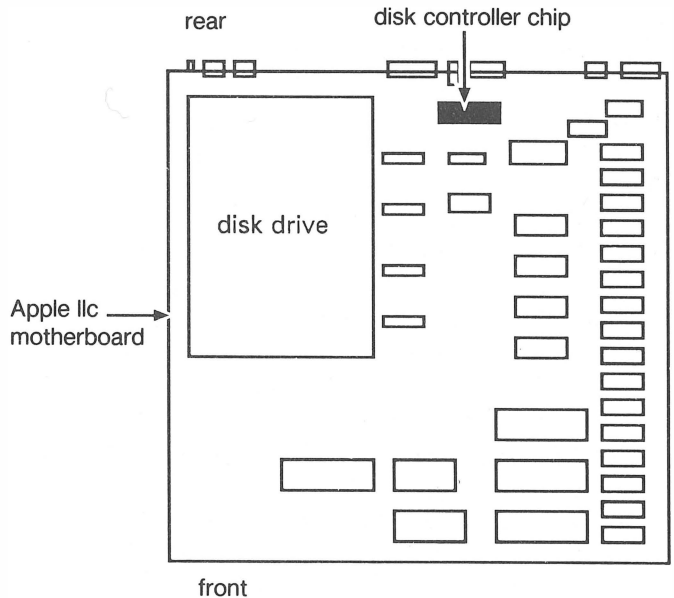 rear
disk controller chip
disk drive
Apple IIc
motherboard
front